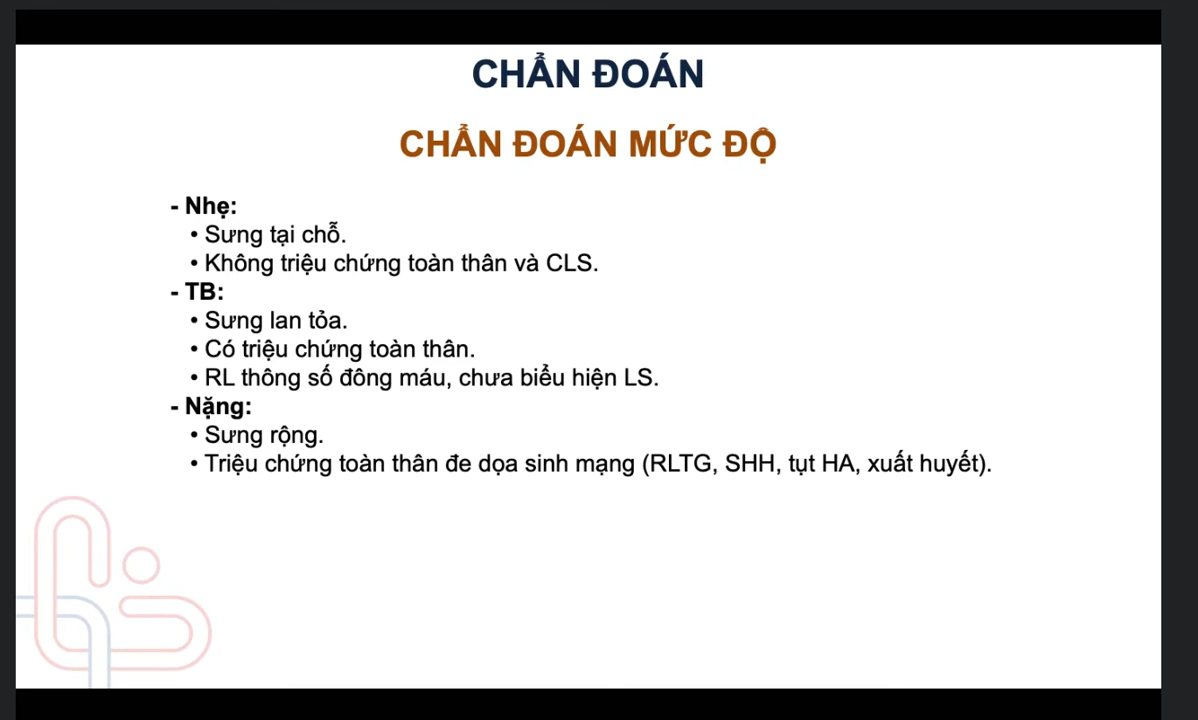 CHẨN ĐOÁN
CHẨN ĐOÁN MỨC ĐỘ
- Nhẹ:
• Sưng tại chỗ.
• Không triệu chứng toàn thân và CLS.
- TB:
• Sưng lan tỏa.
• Có triệu chứng toàn thân.
• RL thông số đông máu, chưa biểu hiện LS.
- Nặng:
• Sưng rộng.
• Triệu chứng toàn thân đe dọa sinh mạng (RLTG, SHH, tụt HA, xuất huyết).